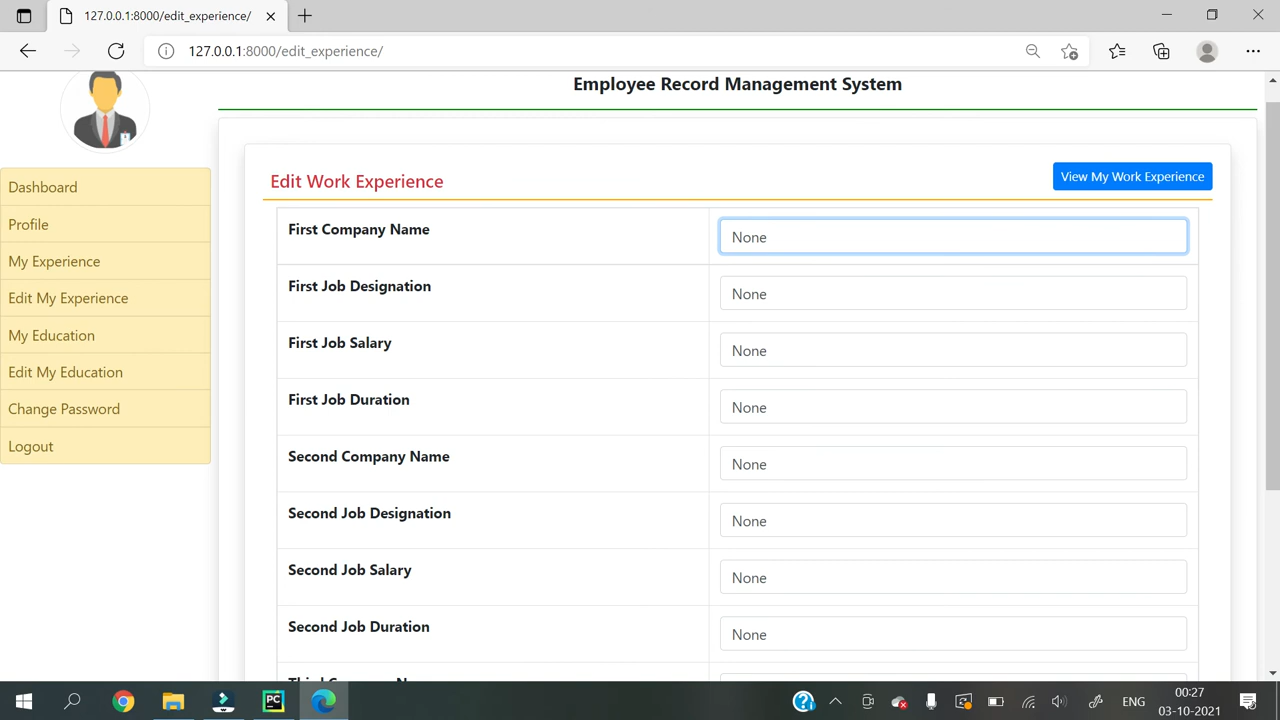 127.0.0.1:8000/edit_experience/
127.0.0.1:8000/edit_experience/
Employee Record Management System
Dashboard
Profile
My Experience
Edit My Experience
My Education
Edit My Education
Change Password
Logout
Edit Work Experience
View My Work Experience
First Company Name
None
First Job Designation
None
First Job Salary
None
First Job Duration
None
Second Company Name
None
Second Job Designation
None
Second Job Salary
None
Second Job Duration
None
PC
ENG
00:27
03-10-2021